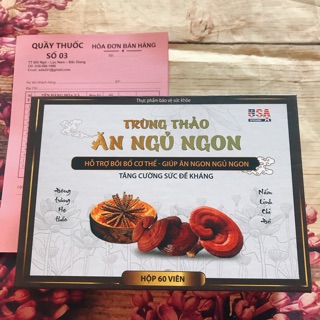 QUẦY THUỐC
SỐ 03
HÓA ĐƠN BÁN HÀNG
Thực phẩm bảo vệ sức khỏe
USA
TRÙNG THẢO
ĂN NGỦ NGON
HỖ TRỢ BỒI BỔ CƠ THỂ - GIÚP ĂN NGON NGỦ NGON
TĂNG CƯỜNG SỨC ĐỀ KHÁNG
Đông
trùng
Hạ
thảo
Nấm
Linh
Chi
Đỏ
HỘP 60 VIÊN